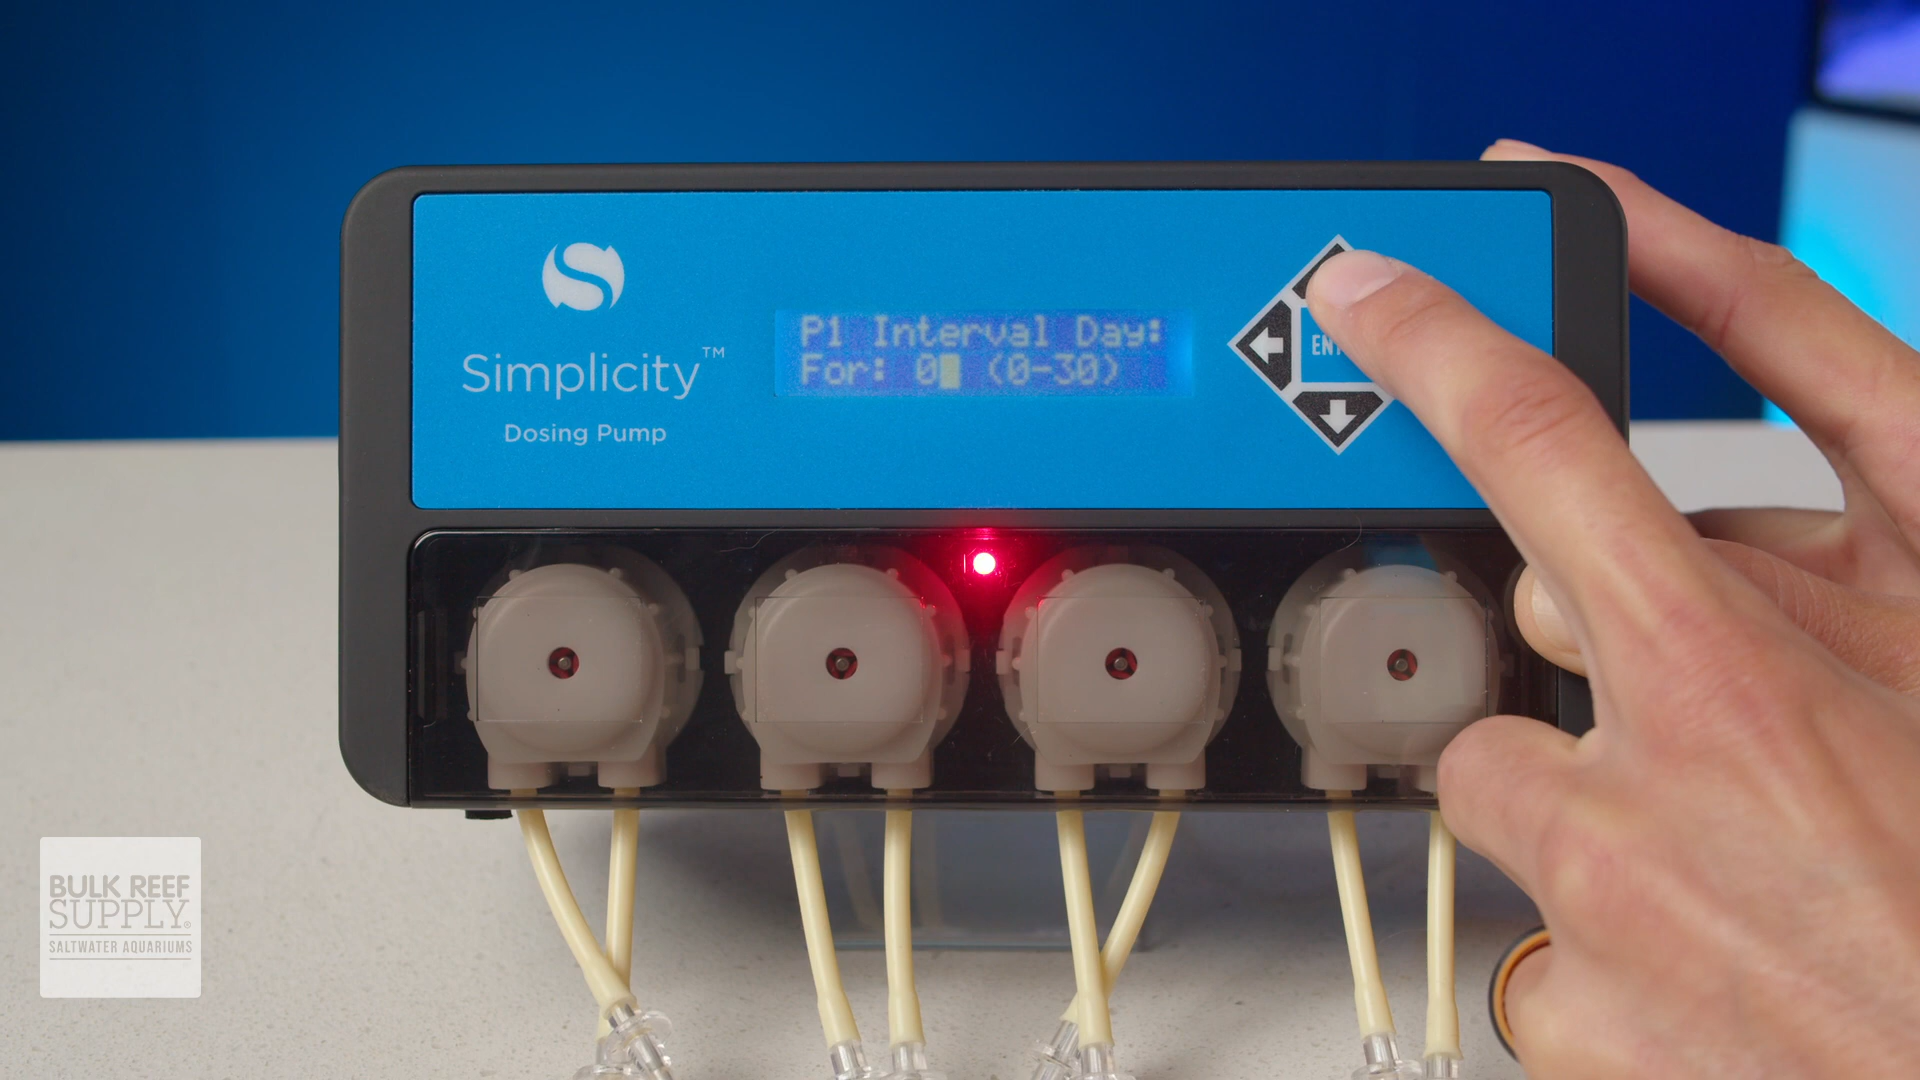 Simplicity™
Dosing Pump
P1 Interval Day:
For: 0 (0-30)
BULK REEF
SUPPLY®
SALTWATER AQUARIUMS